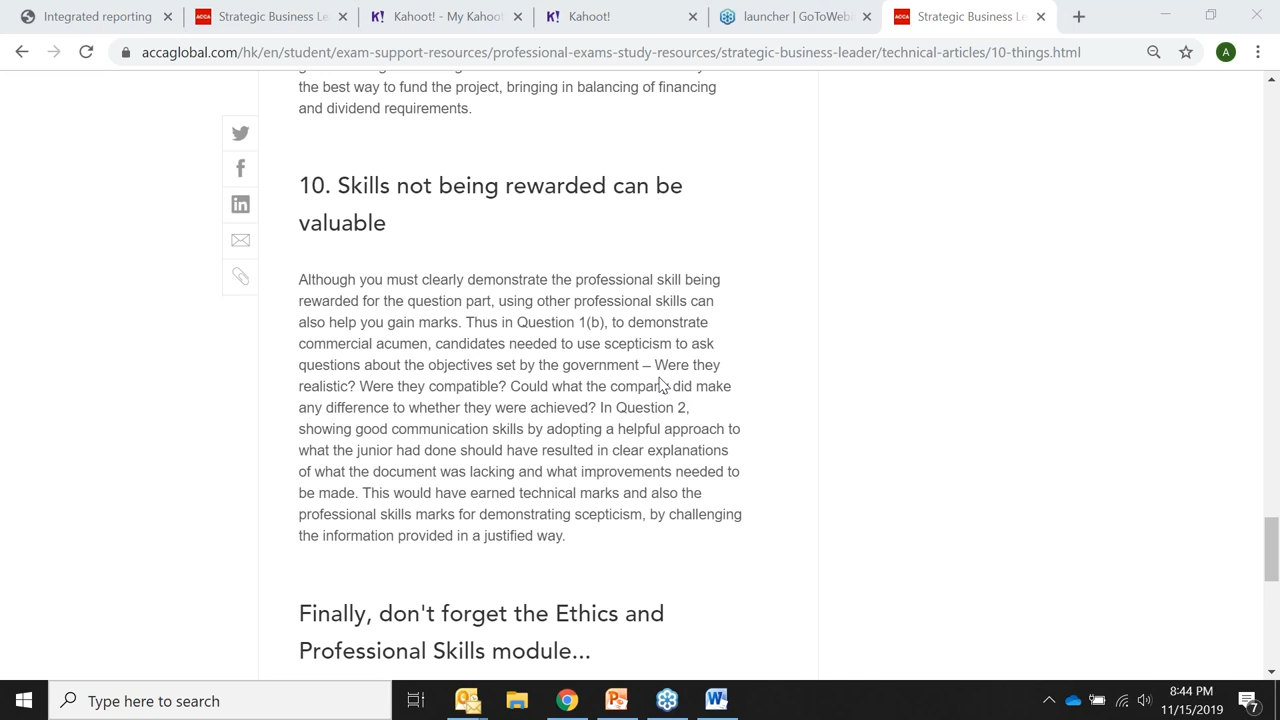 Integrated reporting
ACCA Strategic Business Le
Kahoot! - My Kahoo
Kahoot!
launcher | GoToWebi
ACCA Strategic Business Le
accaglobal.com/hk/en/student/exam-support-resources/professional-exams-study-resources/strategic-business-leader/technical-articles/10-things.html
A
the best way to fund the project, bringing in balancing of financing
and dividend requirements.
10. Skills not being rewarded can be
valuable
Although you must clearly demonstrate the professional skill being
rewarded for the question part, using other professional skills can
also help you gain marks. Thus in Question 1(b), to demonstrate
commercial acumen, candidates needed to use scepticism to ask
questions about the objectives set by the government – Were they
realistic? Were they compatible? Could what the company did make
any difference to whether they were achieved? In Question 2,
showing good communication skills by adopting a helpful approach to
what the junior had done should have resulted in clear explanations
of what the document was lacking and what improvements needed to
be made. This would have earned technical marks and also the
professional skills marks for demonstrating scepticism, by challenging
the information provided in a justified way.
Finally, don't forget the Ethics and
Professional Skills module...
Type here to search
8:44 PM
11/15/2019
7